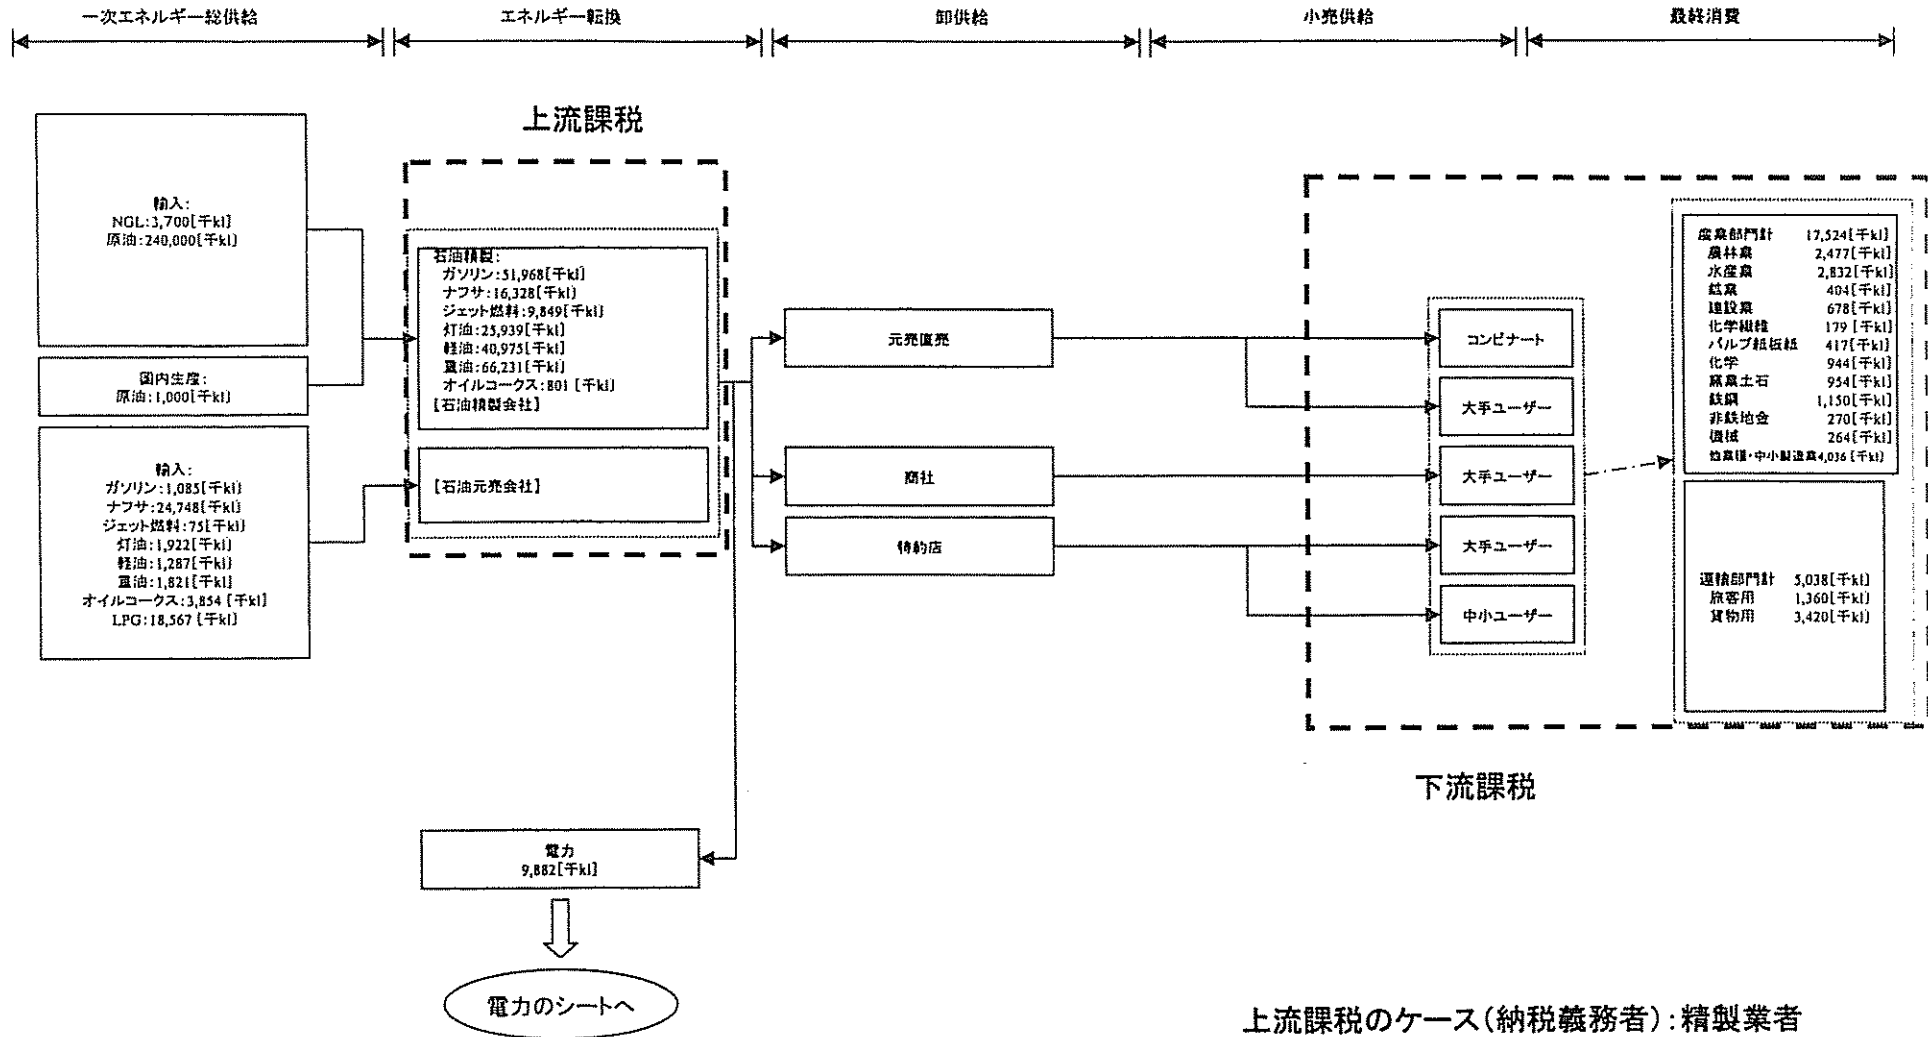 一次エネルギー総供給
エネルギー転換
卸供給
小売供給
最終消費
上流課税
輸入:
NGL:3,700[千kl]
原油:240,000[千kl]
国内生産:
原油:1,000[千kl]
輸入:
ガソリン:1,085[千kl]
ナフサ:24,748[千kl]
ジェット燃料:75[千kl]
灯油:1,922[千kl]
軽油:1,287[千kl]
重油:1,821[千kl]
オイルコークス:3,854 [千kl]
LPG:18,567 [千kl]
石油精製:
ガソリン:51,968[千kl]
ナフサ:16,328[千kl]
ジェット燃料:9,849[千kl]
灯油:25,939[千kl]
軽油:40,975[千kl]
重油:66,231[千kl]
オイルコークス:801 [千kl]
【石油精製会社】
【石油元売会社】
元売直売
商社
特約店
コンビナート
大手ユーザー
大手ユーザー
大手ユーザー
中小ユーザー
産業部門計 17,524[千kl]
農林業 2,477[千kl]
水産業 2,832[千kl]
鉱業 404[千kl]
建設業 678[千kl]
化学繊維 179 [千kl]
パルプ紙板紙 417[千kl]
化学 944[千kl]
窯業土石 954[千kl]
鉄鋼 1,150[千kl]
非鉄地金 270[千kl]
機械 264[千kl]
他業種・中小製造業4,036 [千kl]
運輸部門計 5,038[千kl]
旅客用 1,360[千kl]
貨物用 3,420[千kl]
下流課税
電力
9,882[千kl]
電力のシートへ
上流課税のケース(納税義務者):精製業者